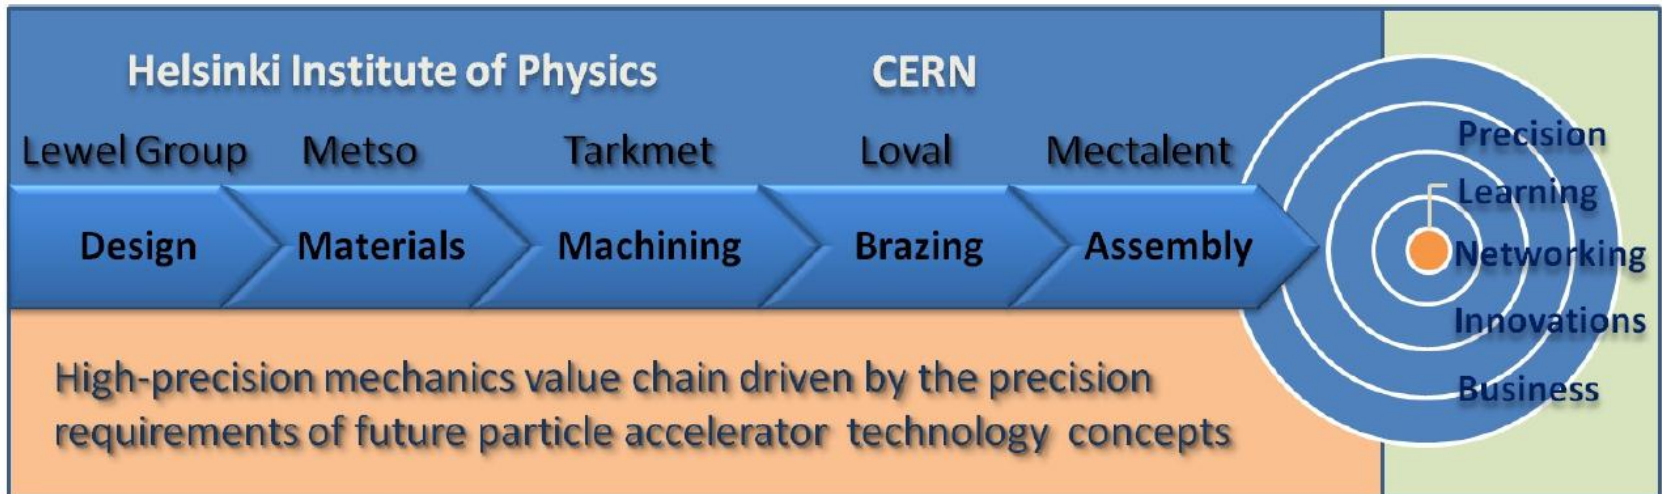 Helsinki Institute of Physics CERN
Lewel Group Metso Tarkmet Loval Mectalent
Design Materials Machining Brazing Assembly
High-precision mechanics value chain driven by the precision
requirements of future particle accelerator technology concepts
Precision
Learning
Networking
Innovations
Business